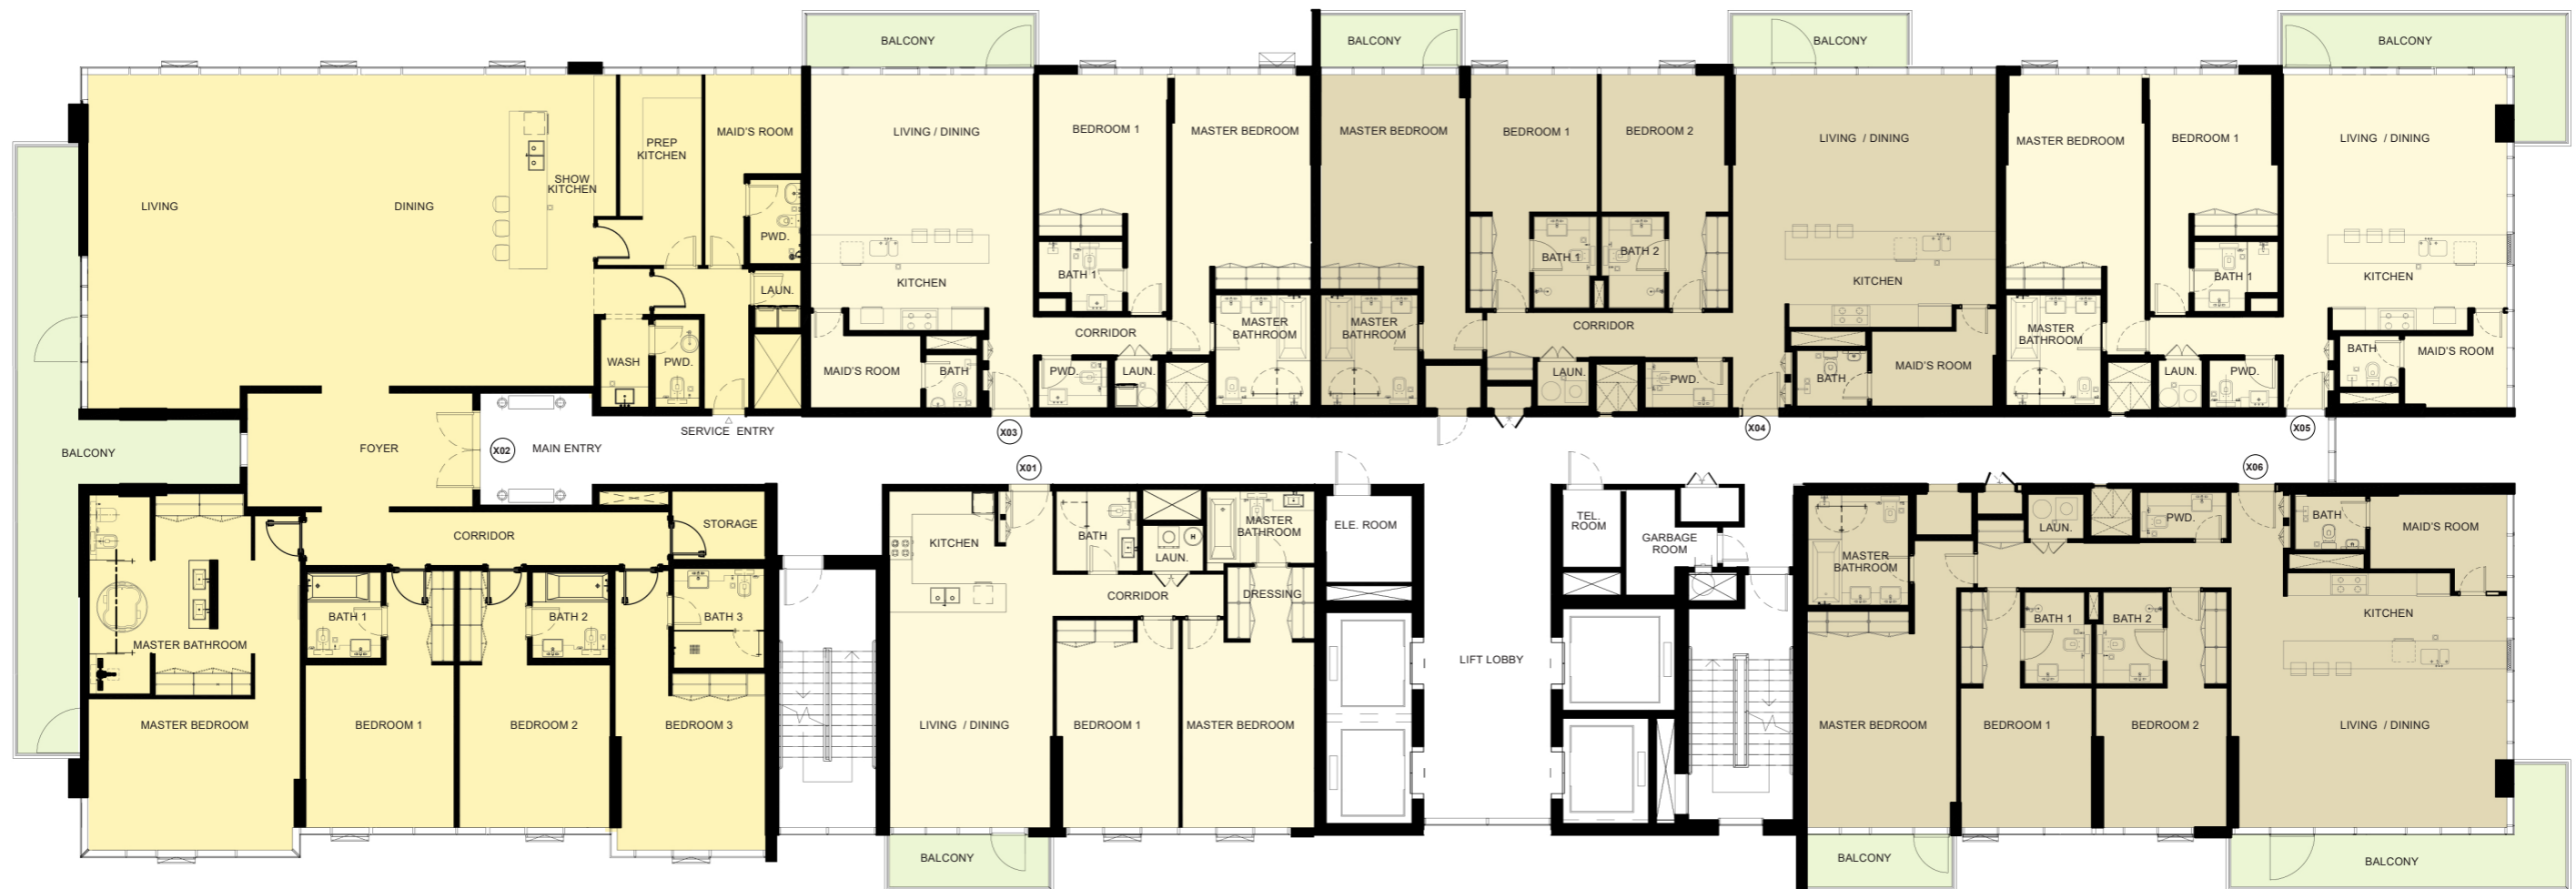 BALCONY
BALCONY
BALCONY
BALCONY
LIVING
DINING
SHOW
KITCHEN
PREP
KITCHEN
MAID'S ROOM
PWD.
LAUN.
WASH
PWD.
LIVING / DINING
KITCHEN
MAID'S ROOM
BATH
BEDROOM 1
BATH 1
MASTER BEDROOM
CORRIDOR
PWD.
LAUN.
MASTER
BATHROOM
MASTER BEDROOM
MASTER
BATHROOM
BEDROOM 1
BATH 1
BEDROOM 2
BATH 2
CORRIDOR
LAUN.
PWD.
LIVING / DINING
KITCHEN
BATH
MAID'S ROOM
MASTER BEDROOM
MASTER
BATHROOM
BEDROOM 1
BATH 1
LAUN.
PWD.
LIVING / DINING
KITCHEN
BATH
MAID'S ROOM
BALCONY
FOYER
X02
MAIN ENTRY
SERVICE ENTRY
X03
X01
X04
X05
X06
CORRIDOR
STORAGE
MASTER BATHROOM
BATH 1
BATH 2
BATH 3
MASTER BEDROOM
BEDROOM 1
BEDROOM 2
BEDROOM 3
KITCHEN
BATH
LAUN.
H
MASTER
BATHROOM
CORRIDOR
DRESSING
LIVING / DINING
BEDROOM 1
MASTER BEDROOM
BALCONY
ELE. ROOM
LIFT LOBBY
TEL.
ROOM
GARBAGE
ROOM
MASTER
BATHROOM
LAUN.
PWD.
BATH
MAID'S ROOM
BATH 1
BATH 2
KITCHEN
MASTER BEDROOM
BEDROOM 1
BEDROOM 2
LIVING / DINING
BALCONY
BALCONY